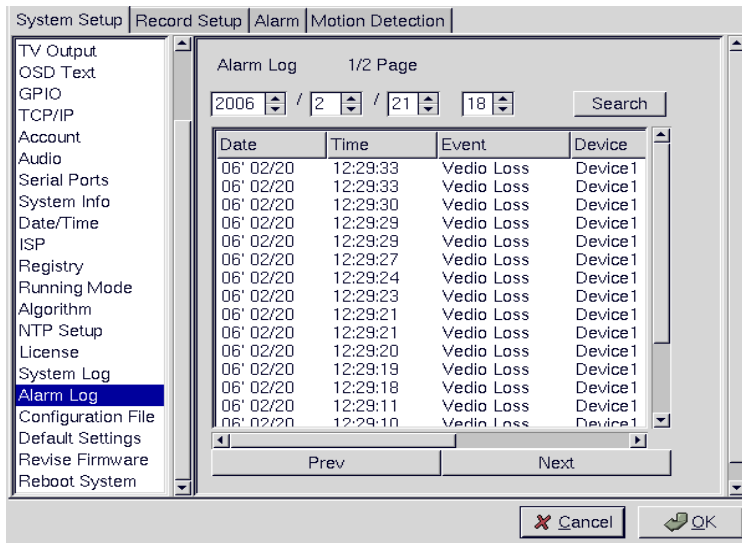 System Setup Record Setup Alarm Motion Detection
TV Output
OSD Text
GPIO
TCP/IP
Account
Audio
Serial Ports
System Info
Date/Time
ISP
Registry
Running Mode
Algorithm
NTP Setup
License
System Log
Alarm Log
Configuration File
Default Settings
Revise Firmware
Reboot System
Alarm Log 1/2 Page
2006 / 2 / 21 18 Search
Date Time Event Device
06' 02/20 12:29:33 Vedio Loss Device1
06' 02/20 12:29:33 Vedio Loss Device1
06' 02/20 12:29:30 Vedio Loss Device1
06' 02/20 12:29:29 Vedio Loss Device1
06' 02/20 12:29:29 Vedio Loss Device1
06' 02/20 12:29:27 Vedio Loss Device1
06' 02/20 12:29:24 Vedio Loss Device1
06' 02/20 12:29:23 Vedio Loss Device1
06' 02/20 12:29:21 Vedio Loss Device1
06' 02/20 12:29:21 Vedio Loss Device1
06' 02/20 12:29:20 Vedio Loss Device1
06' 02/20 12:29:19 Vedio Loss Device1
06' 02/20 12:29:18 Vedio Loss Device1
06' 02/20 12:29:11 Vedio Loss Device1
06' 02/20 12:29:10 Vedio Loss Device1
Prev Next
Cancel OK